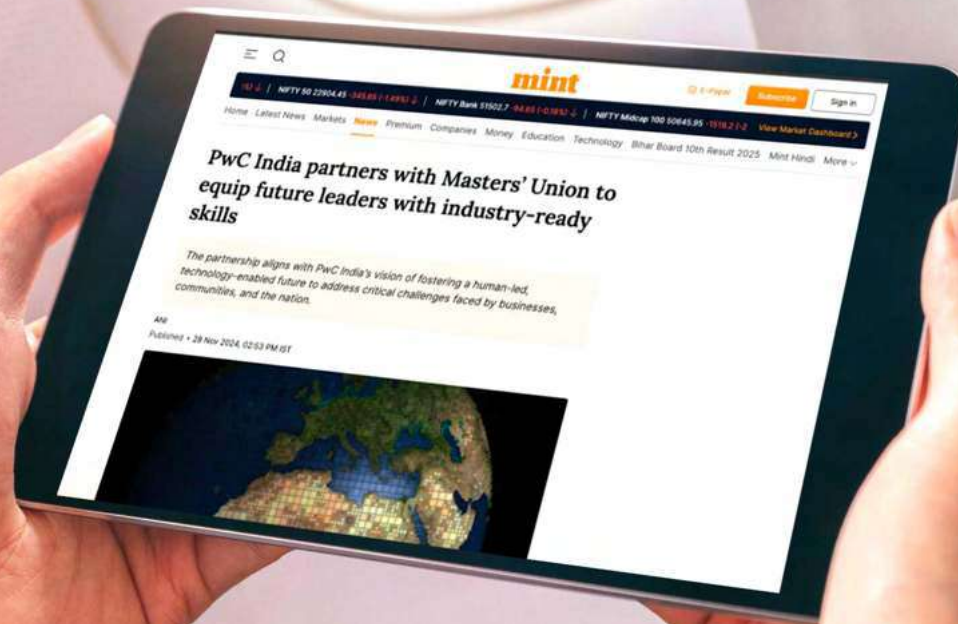 mint
E-Paper
Subscribe
Sign in
NIFTY 50 22904.45 -345.65 (-1.49%) ↓ | NIFTY Bank 51502.7 | NIFTY Midcap 100 50645.95 View Market Dashboard >
Home Latest News Markets News Premium Companies Money Education Technology Bihar Board 10th Result 2025 Mint Hindi More
PwC India partners with Masters' Union to
equip future leaders with industry-ready
skills
The partnership aligns with PwC India's vision of fostering a human-led,
technology-enabled future to address critical challenges faced by businesses,
communities, and the nation.
ANI
Published • 28 Nov 2024, 02:53 PM IST